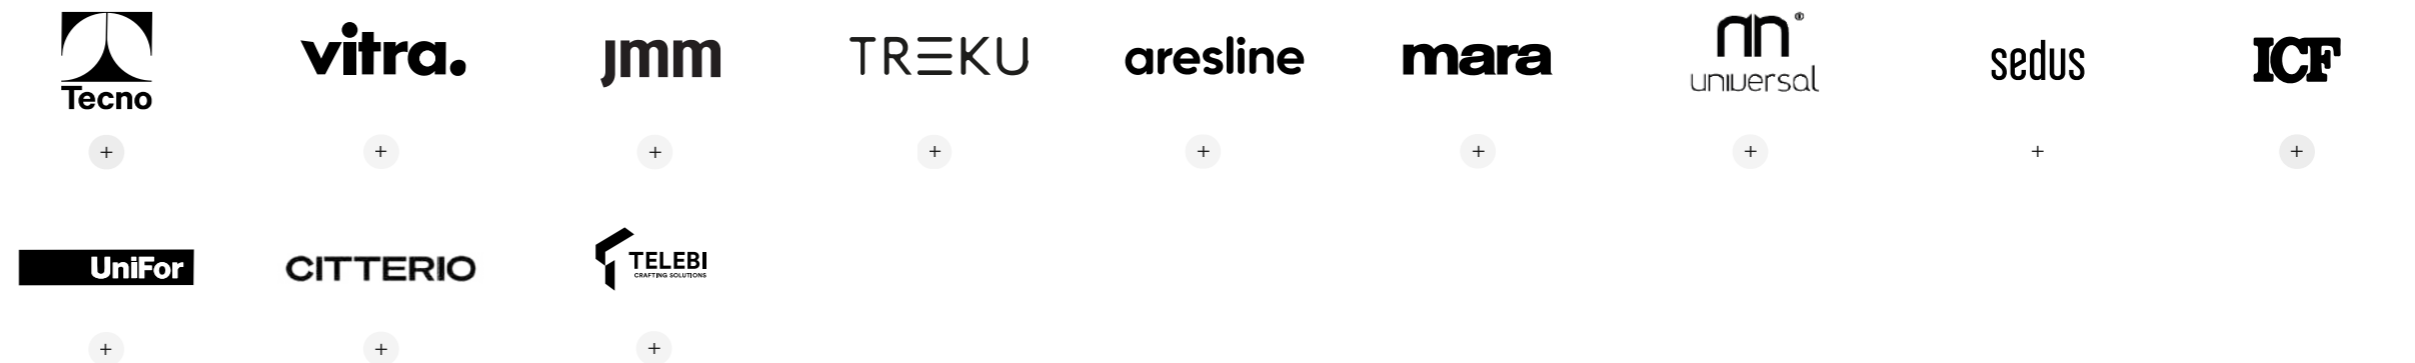 Tecno
vitra.
jmm
TREKU
aresline
mara
universal
sedus
ICF
+ + + + + + + + +
UniFor
CITTERIO
TELEBI
CRAFTING SOLUTIONS
+ + +